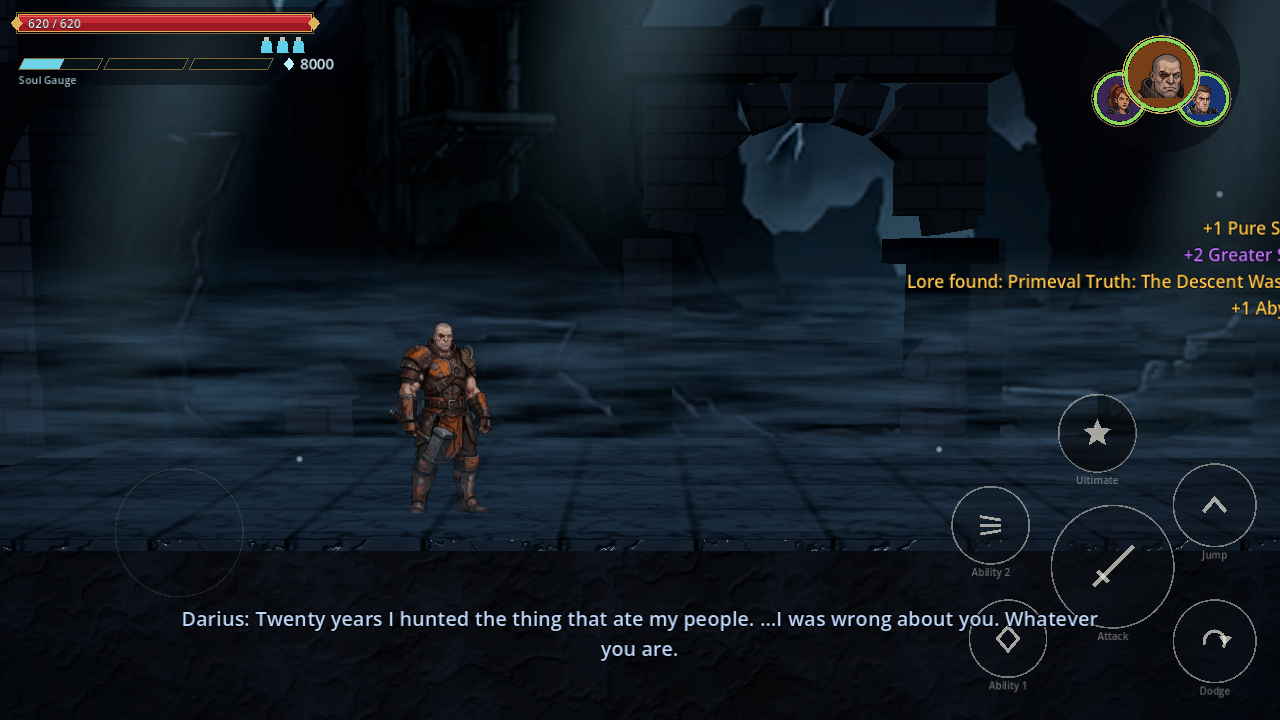 620 / 620
8000
Soul Gauge
+1 Pure S
+2 Greater S
Lore found: Primeval Truth: The Descent Was
+1 Aby
Ultimate
Jump
Ability 2
Attack
Ability 1
Dodge
Darius: Twenty years I hunted the thing that ate my people. ...I was wrong about you. Whatever
you are.